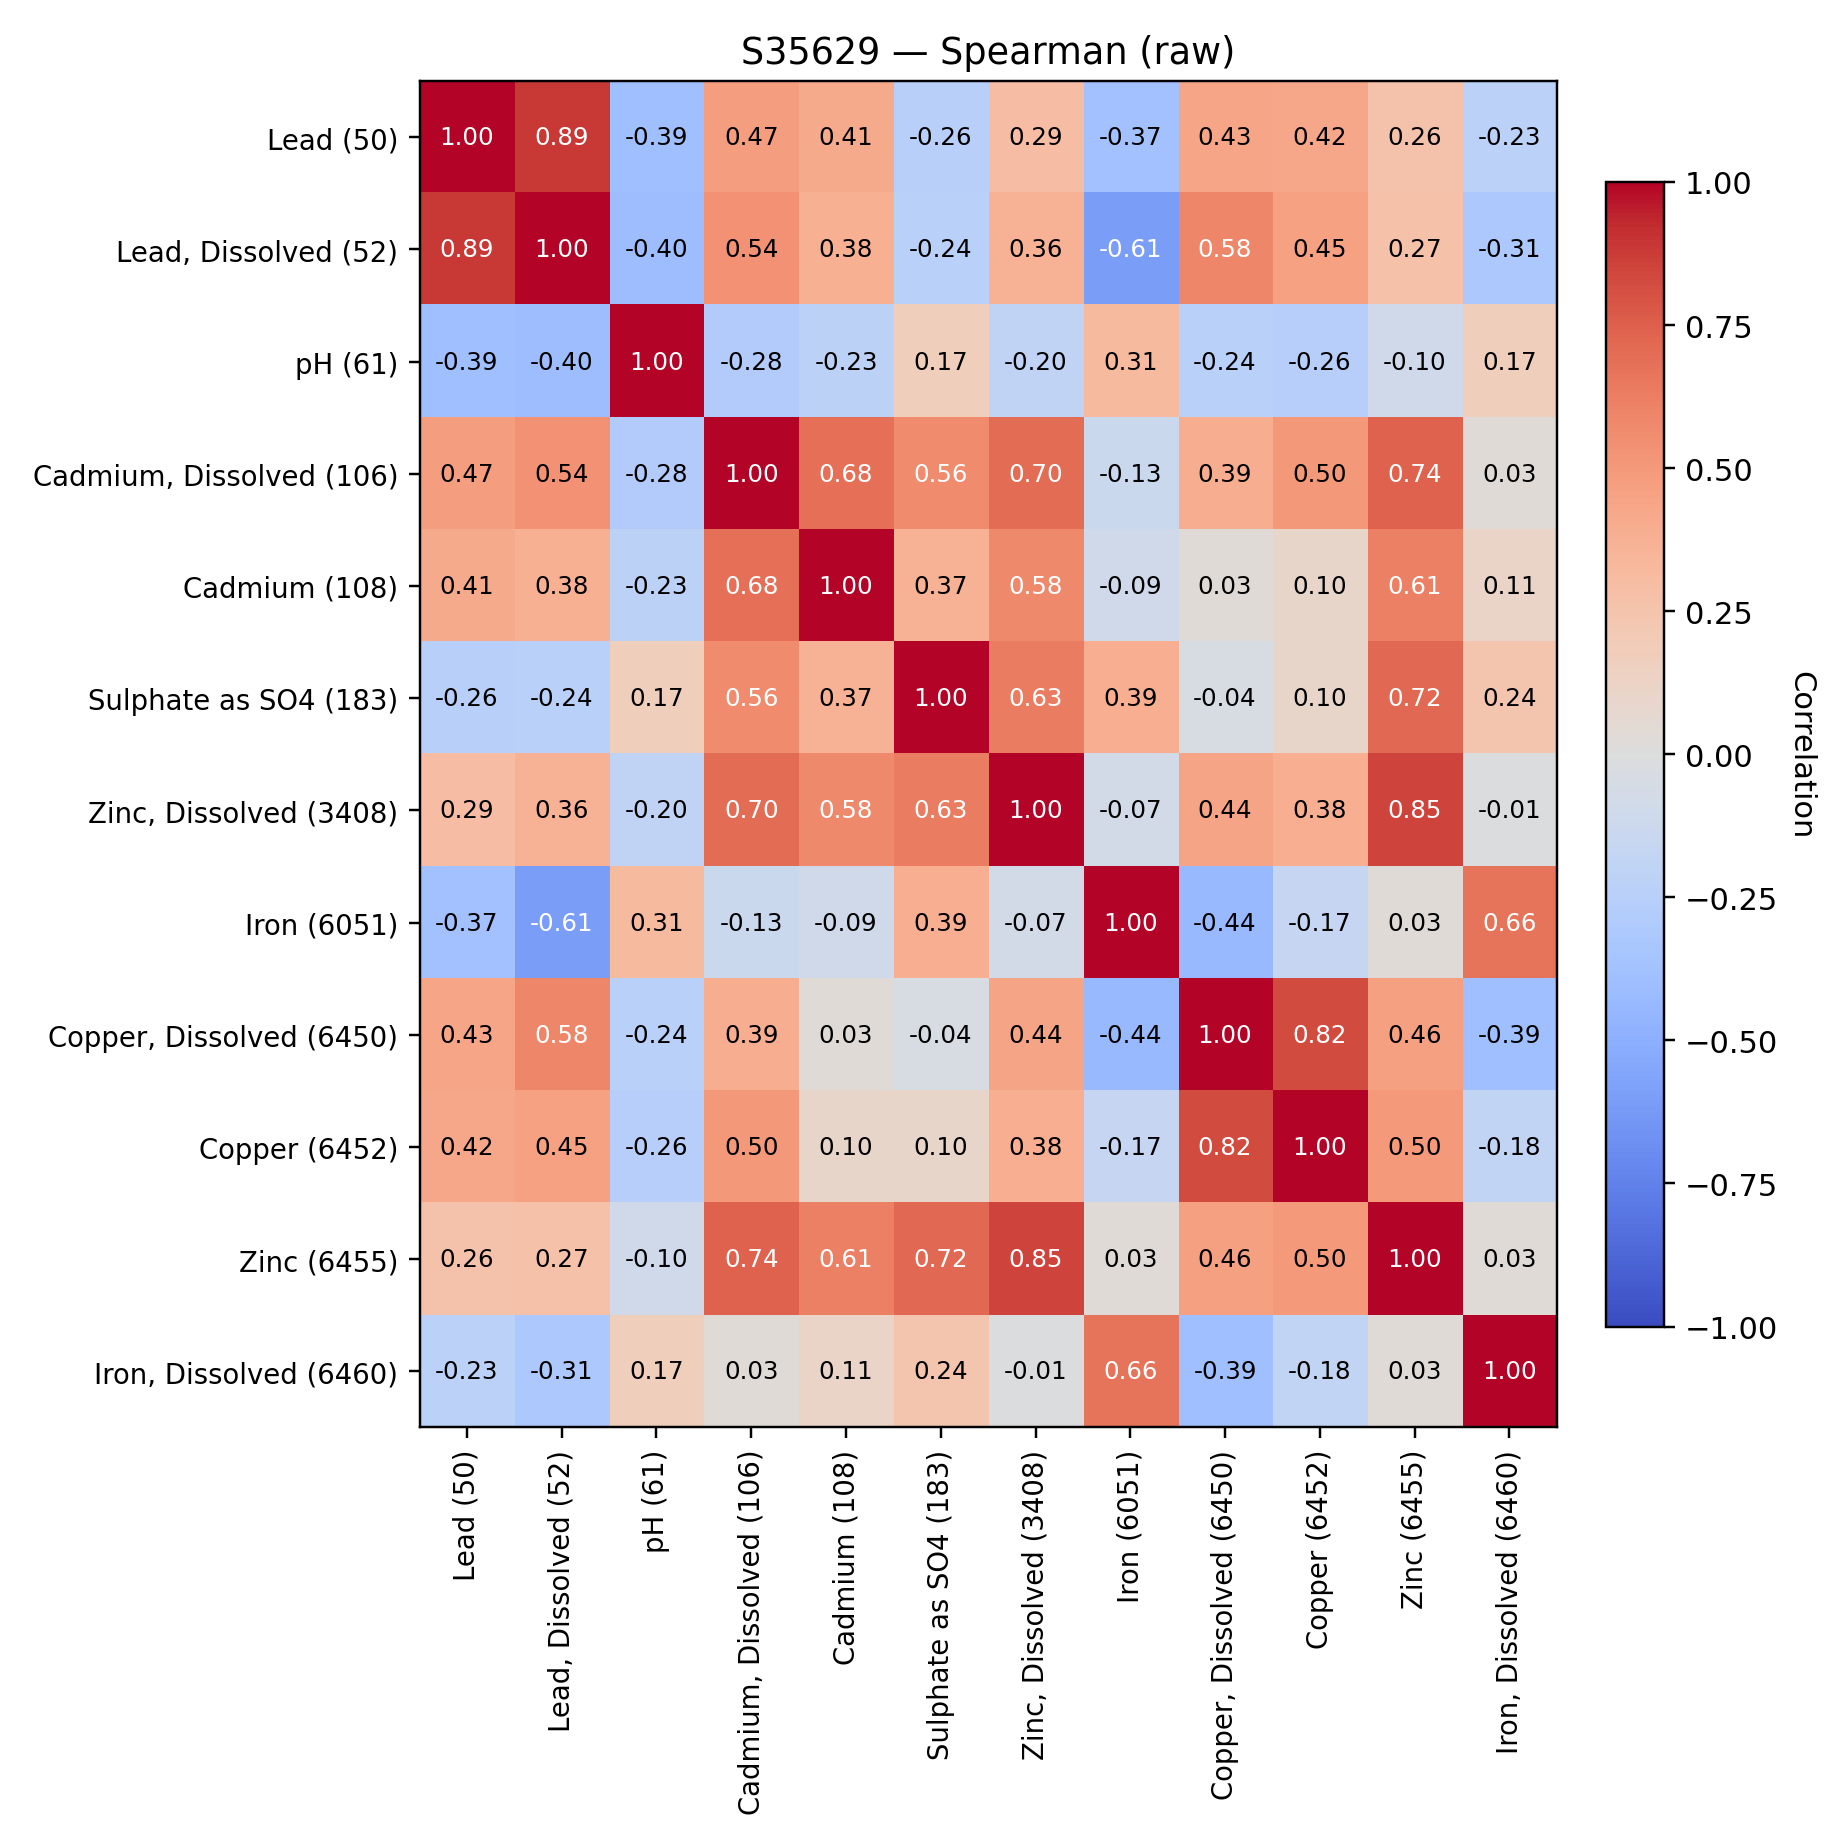 S35629 — Spearman (raw)
Lead (50) 1.00 0.89 -0.39 0.47 0.41 -0.26 0.29 -0.37 0.43 0.42 0.26 -0.23
Lead, Dissolved (52) 0.89 1.00 -0.40 0.54 0.38 -0.24 0.36 -0.61 0.58 0.45 0.27 -0.31
pH (61) -0.39 -0.40 1.00 -0.28 -0.23 0.17 -0.20 0.31 -0.24 -0.26 -0.10 0.17
Cadmium, Dissolved (106) 0.47 0.54 -0.28 1.00 0.68 0.56 0.70 -0.13 0.39 0.50 0.74 0.03
Cadmium (108) 0.41 0.38 -0.23 0.68 1.00 0.37 0.58 -0.09 0.03 0.10 0.61 0.11
Sulphate as SO4 (183) -0.26 -0.24 0.17 0.56 0.37 1.00 0.63 0.39 -0.04 0.10 0.72 0.24
Zinc, Dissolved (3408) 0.29 0.36 -0.20 0.70 0.58 0.63 1.00 -0.07 0.44 0.38 0.85 -0.01
Iron (6051) -0.37 -0.61 0.31 -0.13 -0.09 0.39 -0.07 1.00 -0.44 -0.17 0.03 0.66
Copper, Dissolved (6450) 0.43 0.58 -0.24 0.39 0.03 -0.04 0.44 -0.44 1.00 0.82 0.46 -0.39
Copper (6452) 0.42 0.45 -0.26 0.50 0.10 0.10 0.38 -0.17 0.82 1.00 0.50 -0.18
Zinc (6455) 0.26 0.27 -0.10 0.74 0.61 0.72 0.85 0.03 0.46 0.50 1.00 0.03
Iron, Dissolved (6460) -0.23 -0.31 0.17 0.03 0.11 0.24 -0.01 0.66 -0.39 -0.18 0.03 1.00
Lead (50)
Lead, Dissolved (52)
pH (61)
Cadmium, Dissolved (106)
Cadmium (108)
Sulphate as SO4 (183)
Zinc, Dissolved (3408)
Iron (6051)
Copper, Dissolved (6450)
Copper (6452)
Zinc (6455)
Iron, Dissolved (6460)
1.00
0.75
0.50
0.25
0.00
−0.25
−0.50
−0.75
−1.00
Correlation